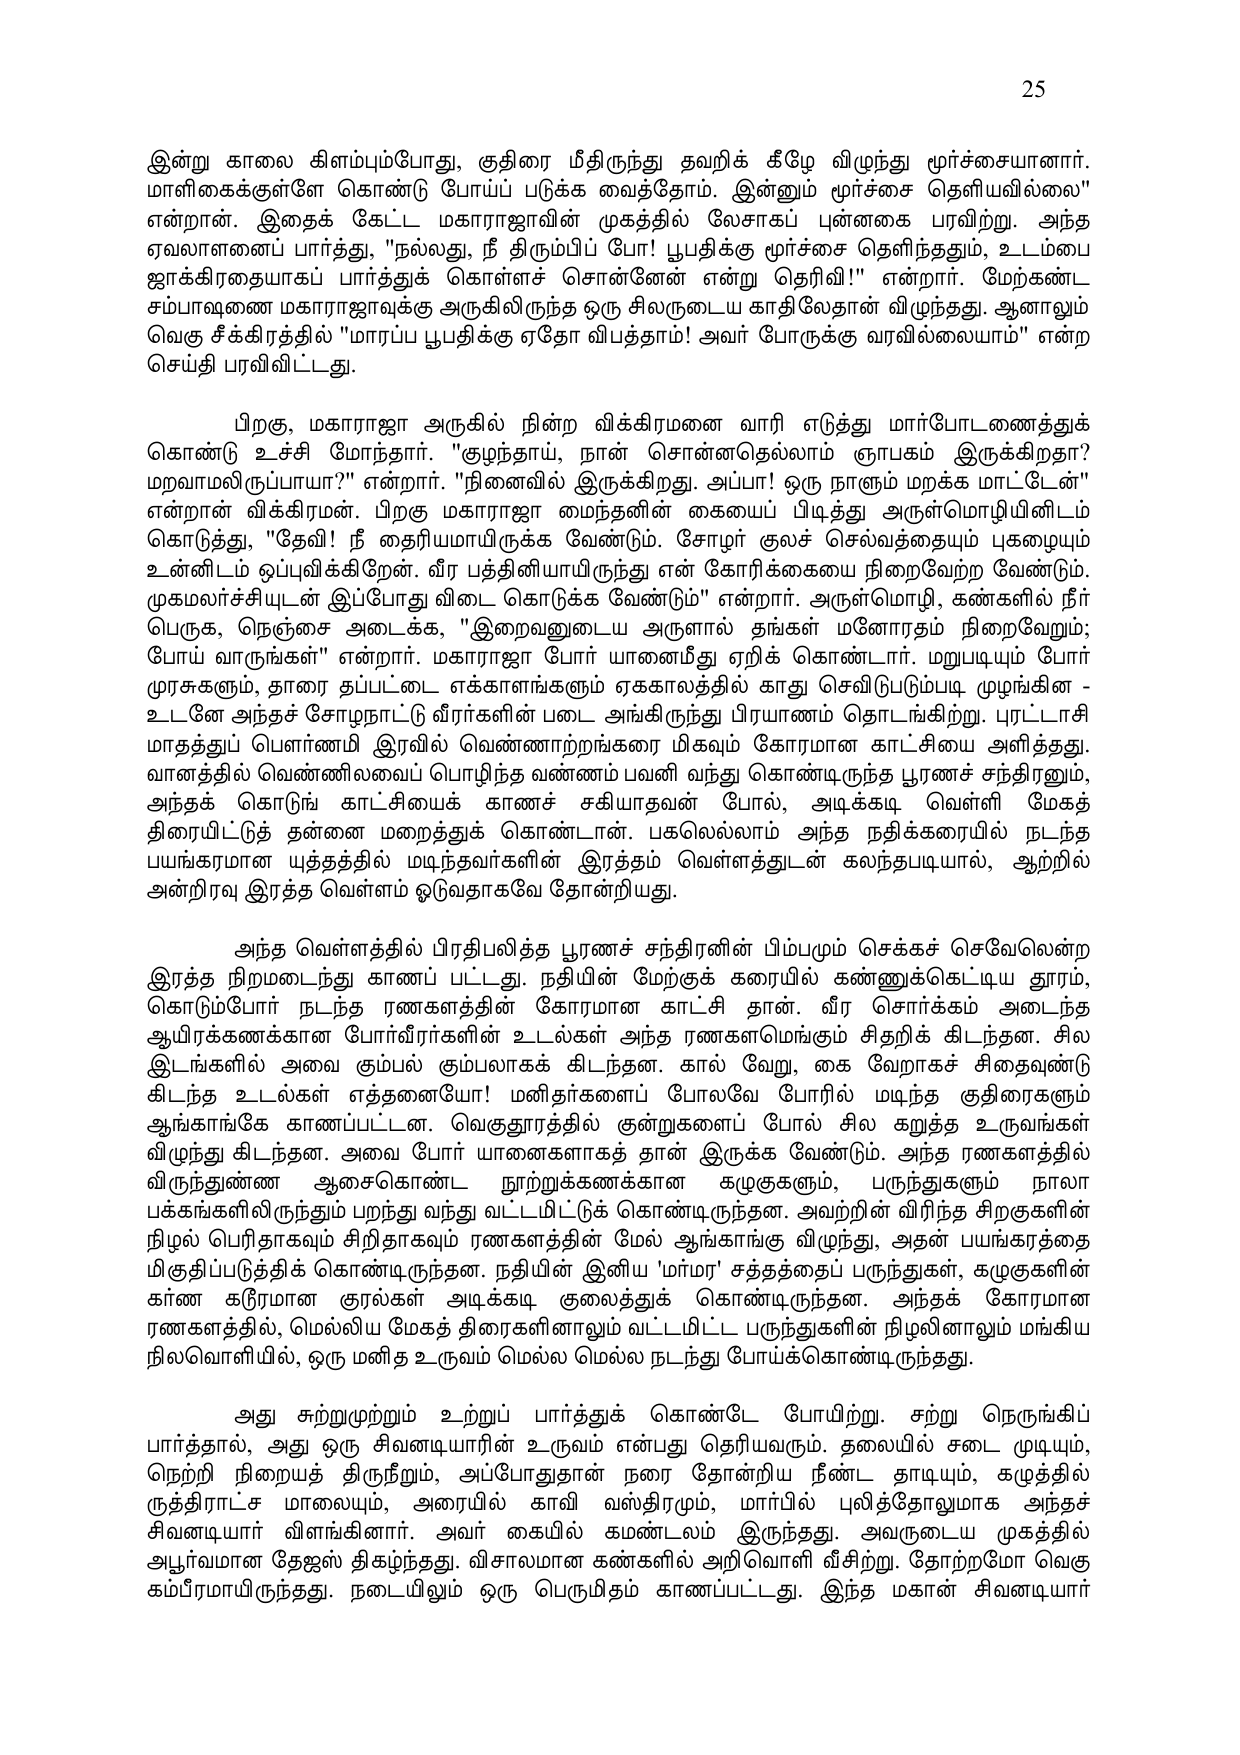 25
இன்று காலை கிளம்பும்போது, குதிரை மீதிருந்து தவறிக் கீழே விழுந்து மூர்ச்சையானார்.
மாளிகைக்குள்ளே கொண்டு போய்ப் படுக்க வைத்தோம். இன்னும் மூர்ச்சை தெளியவில்லை"
என்றான். இதைக் கேட்ட மகாராஜாவின் முகத்தில் லேசாகப் புன்னகை பரவிற்று. அந்த
ஏவலாளனைப் பார்த்து, "நல்லது, நீ திரும்பிப் போ! பூபதிக்கு மூர்ச்சை தெளிந்ததும், உடம்பை
ஜாக்கிரதையாகப் பார்த்துக் கொள்ளச் சொன்னேன் என்று தெரிவி!" என்றார். மேற்கண்ட
சம்பாஷணை மகாராஜாவுக்கு அருகிலிருந்த ஒரு சிலருடைய காதிலேதான் விழுந்தது. ஆனாலும்
வெகு சீக்கிரத்தில் "மாரப்ப பூபதிக்கு ஏதோ விபத்தாம்! அவர் போருக்கு வரவில்லையாம்" என்ற
செய்தி பரவிவிட்டது.
பிறகு, மகாராஜா அருகில் நின்ற விக்கிரமனை வாரி எடுத்து மார்போடணைத்துக்
கொண்டு உச்சி மோந்தார். "குழந்தாய், நான் சொன்னதெல்லாம் ஞாபகம் இருக்கிறதா?
மறவாமலிருப்பாயா?" என்றார். "நினைவில் இருக்கிறது. அப்பா! ஒரு நாளும் மறக்க மாட்டேன்"
என்றான் விக்கிரமன். பிறகு மகாராஜா மைந்தனின் கையைப் பிடித்து அருள்மொழியினிடம்
கொடுத்து, "தேவி! நீ தைரியமாயிருக்க வேண்டும். சோழர் குலச் செல்வத்தையும் புகழையும்
உன்னிடம் ஒப்புவிக்கிறேன். வீர பத்தினியாயிருந்து என் கோரிக்கையை நிறைவேற்ற வேண்டும்.
முகமலர்ச்சியுடன் இப்போது விடை கொடுக்க வேண்டும்" என்றார். அருள்மொழி, கண்களில் நீர்
பெருக, நெஞ்சை அடைக்க, "இறைவனுடைய அருளால் தங்கள் மனோரதம் நிறைவேறும்;
போய் வாருங்கள்" என்றார். மகாராஜா போர் யானைமீது ஏறிக் கொண்டார். மறுபடியும் போர்
முரசுகளும், தாரை தப்பட்டை எக்காளங்களும் ஏககாலத்தில் காது செவிடுபடும்படி முழங்கின -
உடனே அந்தச் சோழநாட்டு வீரர்களின் படை அங்கிருந்து பிரயாணம் தொடங்கிற்று. புரட்டாசி
மாதத்துப் பௌர்ணமி இரவில் வெண்ணாற்றங்கரை மிகவும் கோரமான காட்சியை அளித்தது.
வானத்தில் வெண்ணிலவைப் பொழிந்த வண்ணம் பவனி வந்து கொண்டிருந்த பூரணச் சந்திரனும்,
அந்தக் கொடுங் காட்சியைக் காணச் சகியாதவன் போல், அடிக்கடி வெள்ளி மேகத்
திரையிட்டுத் தன்னை மறைத்துக் கொண்டான். பகலெல்லாம் அந்த நதிக்கரையில் நடந்த
பயங்கரமான யுத்தத்தில் மடிந்தவர்களின் இரத்தம் வெள்ளத்துடன் கலந்தபடியால், ஆற்றில்
அன்றிரவு இரத்த வெள்ளம் ஓடுவதாகவே தோன்றியது.
அந்த வெள்ளத்தில் பிரதிபலித்த பூரணச் சந்திரனின் பிம்பமும் செக்கச் செவேலென்ற
இரத்த நிறமடைந்து காணப் பட்டது. நதியின் மேற்குக் கரையில் கண்ணுக்கெட்டிய தூரம்,
கொடும்போர் நடந்த ரணகளத்தின் கோரமான காட்சி தான். வீர சொர்க்கம் அடைந்த
ஆயிரக்கணக்கான போர்வீரர்களின் உடல்கள் அந்த ரணகளமெங்கும் சிதறிக் கிடந்தன. சில
இடங்களில் அவை கும்பல் கும்பலாகக் கிடந்தன. கால் வேறு, கை வேறாகச் சிதைவுண்டு
கிடந்த உடல்கள் எத்தனையோ! மனிதர்களைப் போலவே போரில் மடிந்த குதிரைகளும்
ஆங்காங்கே காணப்பட்டன. வெகுதூரத்தில் குன்றுகளைப் போல் சில கறுத்த உருவங்கள்
விழுந்து கிடந்தன. அவை போர் யானைகளாகத் தான் இருக்க வேண்டும். அந்த ரணகளத்தில்
விருந்துண்ண ஆசைகொண்ட நூற்றுக்கணக்கான கழுகுகளும், பருந்துகளும் நாலா
பக்கங்களிலிருந்தும் பறந்து வந்து வட்டமிட்டுக் கொண்டிருந்தன. அவற்றின் விரிந்த சிறகுகளின்
நிழல் பெரிதாகவும் சிறிதாகவும் ரணகளத்தின் மேல் ஆங்காங்கு விழுந்து, அதன் பயங்கரத்தை
மிகுதிப்படுத்திக் கொண்டிருந்தன. நதியின் இனிய 'மர்மர' சத்தத்தைப் பருந்துகள், கழுகுகளின்
கர்ண கடூரமான குரல்கள் அடிக்கடி குலைத்துக் கொண்டிருந்தன. அந்தக் கோரமான
ரணகளத்தில், மெல்லிய மேகத் திரைகளினாலும் வட்டமிட்ட பருந்துகளின் நிழலினாலும் மங்கிய
நிலவொளியில், ஒரு மனித உருவம் மெல்ல மெல்ல நடந்து போய்க்கொண்டிருந்தது.
அது சுற்றுமுற்றும் உற்றுப் பார்த்துக் கொண்டே போயிற்று. சற்று நெருங்கிப்
பார்த்தால், அது ஒரு சிவனடியாரின் உருவம் என்பது தெரியவரும். தலையில் சடை முடியும்,
நெற்றி நிறையத் திருநீறும், அப்போதுதான் நரை தோன்றிய நீண்ட தாடியும், கழுத்தில்
ருத்திராட்ச மாலையும், அரையில் காவி வஸ்திரமும், மார்பில் புலித்தோலுமாக அந்தச்
சிவனடியார் விளங்கினார். அவர் கையில் கமண்டலம் இருந்தது. அவருடைய முகத்தில்
அபூர்வமான தேஜஸ் திகழ்ந்தது. விசாலமான கண்களில் அறிவொளி வீசிற்று. தோற்றமோ வெகு
கம்பீரமாயிருந்தது. நடையிலும் ஒரு பெருமிதம் காணப்பட்டது. இந்த மகான் சிவனடியார்